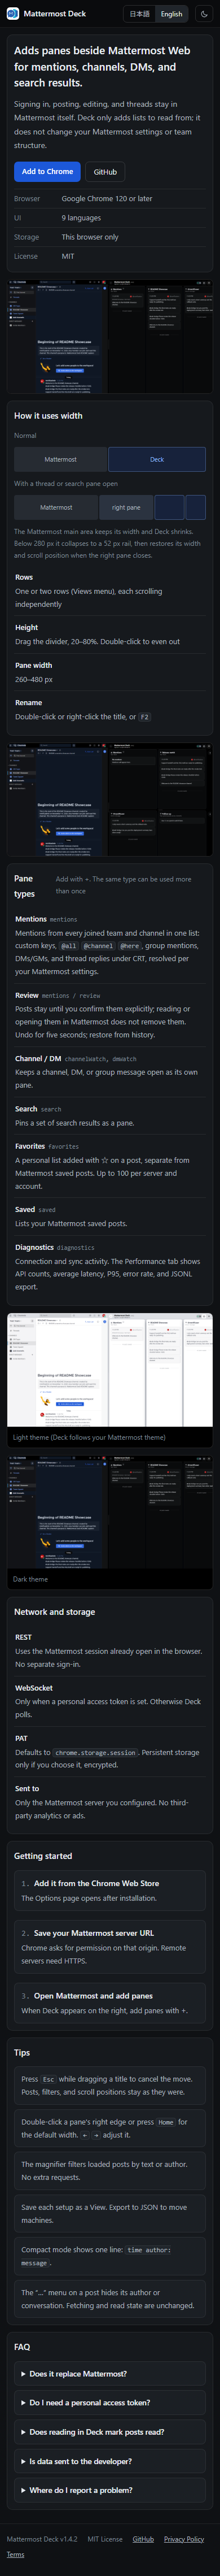 Mattermost Deck
日本語 English
Adds panes beside Mattermost Web
for mentions, channels, DMs, and
search results.
Signing in, posting, editing, and threads stay in
Mattermost itself. Deck only adds lists to read from; it
does not change your Mattermost settings or team
structure.
Add to Chrome GitHub
Browser Google Chrome 120 or later
UI 9 languages
Storage This browser only
License MIT
Beginning of README Showcase
How it uses width
Normal
Mattermost Deck
With a thread or search pane open
Mattermost right pane
The Mattermost main area keeps its width and Deck shrinks.
Below 280 px it collapses to a 52 px rail, then restores its width
and scroll position when the right pane closes.
Rows
One or two rows (Views menu), each scrolling
independently
Height
Drag the divider, 20–80%. Double-click to even out
Pane width
260–480 px
Rename
Double-click or right-click the title, or F2
Beginning of README Showcase
Pane
types
Add with +. The same type can be used more
than once
Mentions mentions
Mentions from every joined team and channel in one list:
custom keys, @all @channel @here, group mentions,
DMs/GMs, and thread replies under CRT, resolved per
your Mattermost settings.
Review mentions / review
Posts stay until you confirm them explicitly; reading or
opening them in Mattermost does not remove them.
Undo for five seconds; restore from history.
Channel / DM channelwatch, dmwatch
Keeps a channel, DM, or group message open as its own
pane.
Search search
Pins a set of search results as a pane.
Favorites favorites
A personal list added with ☆ on a post, separate from
Mattermost saved posts. Up to 100 per server and
account.
Saved saved
Lists your Mattermost saved posts.
Diagnostics diagnostics
Connection and sync activity. The Performance tab shows
API counts, average latency, P95, error rate, and JSONL
export.
Beginning of README Showcase
Light theme (Deck follows your Mattermost theme)
Beginning of README Showcase
Dark theme
Network and storage
REST
Uses the Mattermost session already open in the browser.
No separate sign-in.
WebSocket
Only when a personal access token is set. Otherwise Deck
polls.
PAT
Defaults to chrome.storage.session. Persistent storage
only if you choose it, encrypted.
Sent to
Only the Mattermost server you configured. No third-
party analytics or ads.
Getting started
1. Add it from the Chrome Web Store
The Options page opens after installation.
2. Save your Mattermost server URL
Chrome asks for permission on that origin. Remote
servers need HTTPS.
3. Open Mattermost and add panes
When Deck appears on the right, add panes with +.
Tips
Press Esc while dragging a title to cancel the move.
Posts, filters, and scroll positions stay as they were.
Double-click a pane's right edge or press Home for
the default width. ← → adjust it.
The magnifier filters loaded posts by text or author.
No extra requests.
Save each setup as a View. Export to JSON to move
machines.
Compact mode shows one line: time author:
message.
The "…" menu on a post hides its author or
conversation. Fetching and read state are unchanged.
FAQ
▶ Does it replace Mattermost?
▶ Do I need a personal access token?
▶ Does reading in Deck mark posts read?
▶ Is data sent to the developer?
▶ Where do I report a problem?
Mattermost Deck v1.4.2 MIT License GitHub Privacy Policy
Terms